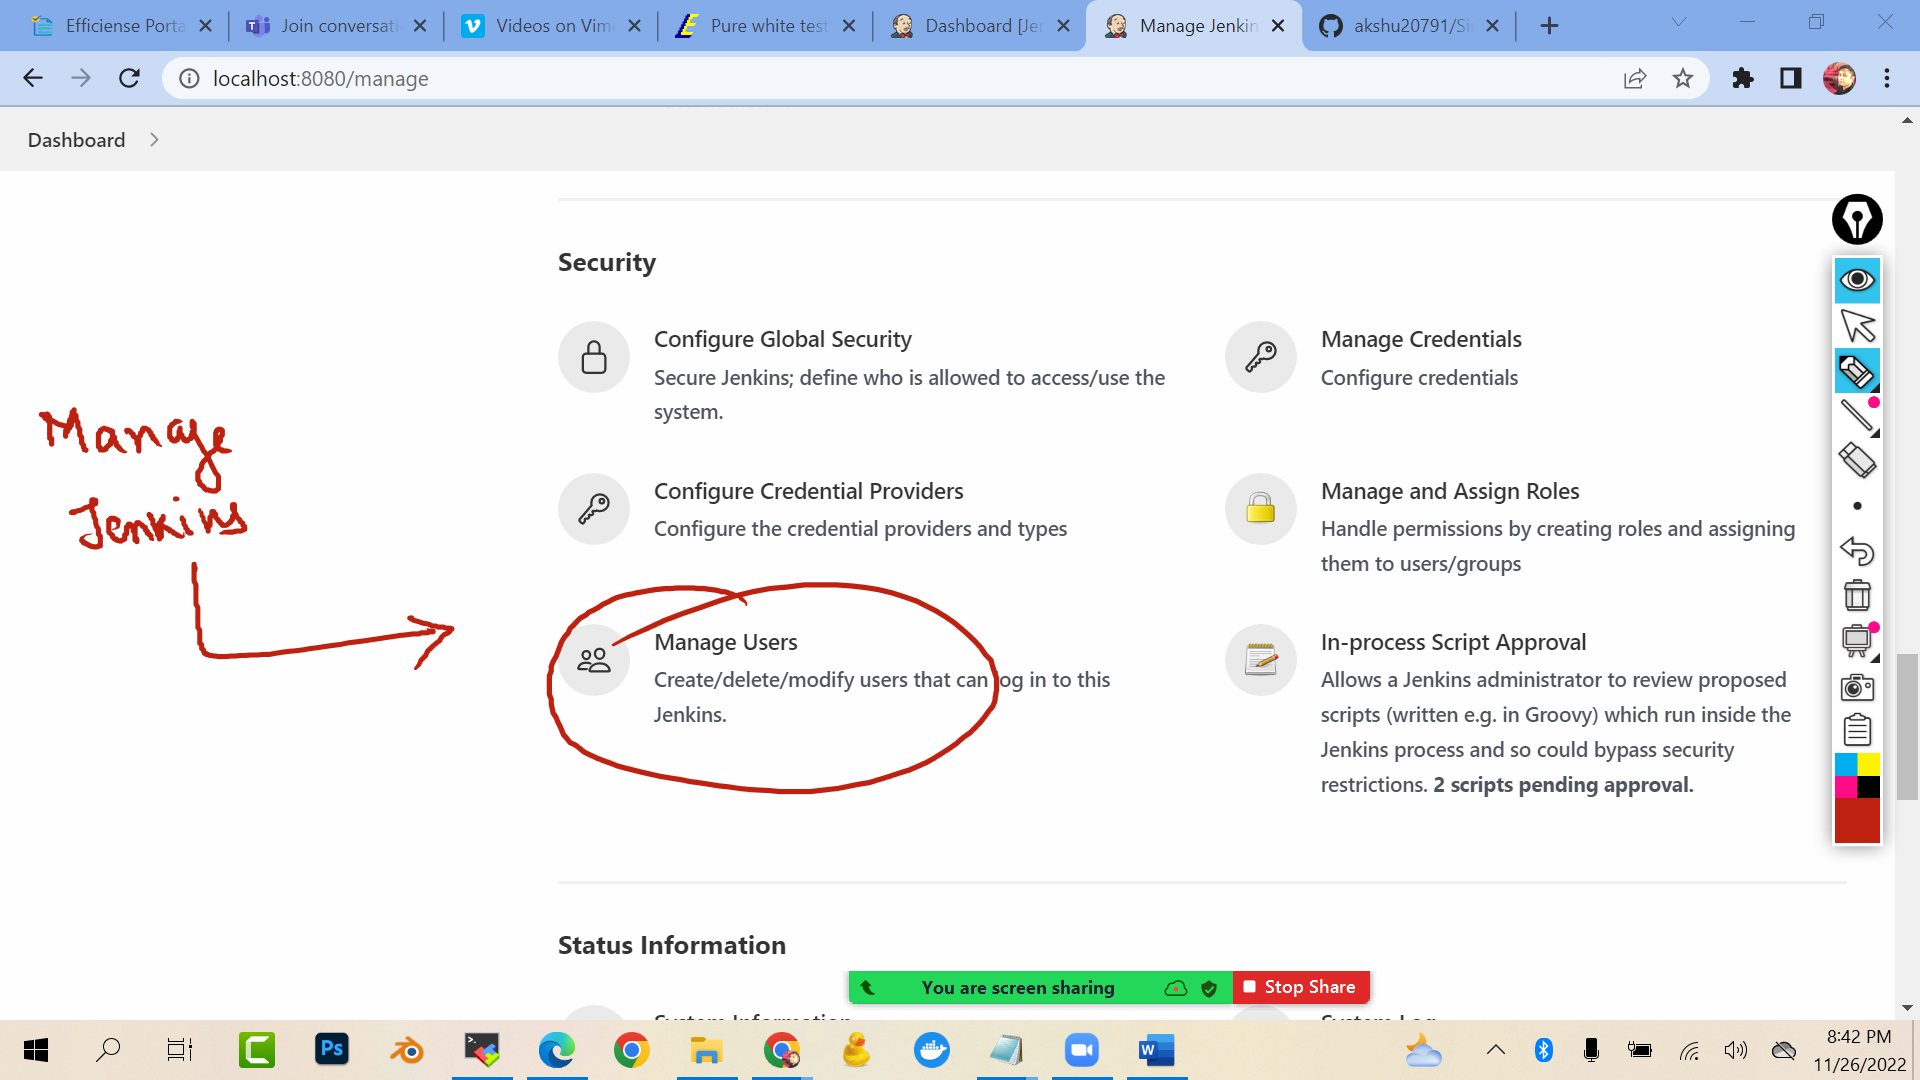 Efficiense Porta
Join conversati
Videos on Vim
Pure white test
Dashboard [Je
Manage Jenkin
akshu20791/Si
localhost:8080/manage
Dashboard
Security
Configure Global Security
Secure Jenkins; define who is allowed to access/use the
system.
Manage Credentials
Configure credentials
Manage
Jenkins
Configure Credential Providers
Configure the credential providers and types
Manage and Assign Roles
Handle permissions by creating roles and assigning
them to users/groups
Manage Users
Create/delete/modify users that can log in to this
Jenkins.
In-process Script Approval
Allows a Jenkins administrator to review proposed
scripts (written e.g. in Groovy) which run inside the
Jenkins process and so could bypass security
restrictions. 2 scripts pending approval.
Status Information
You are screen sharing
Stop Share
System Information
System Log
Ps
W
8:42 PM
11/26/2022